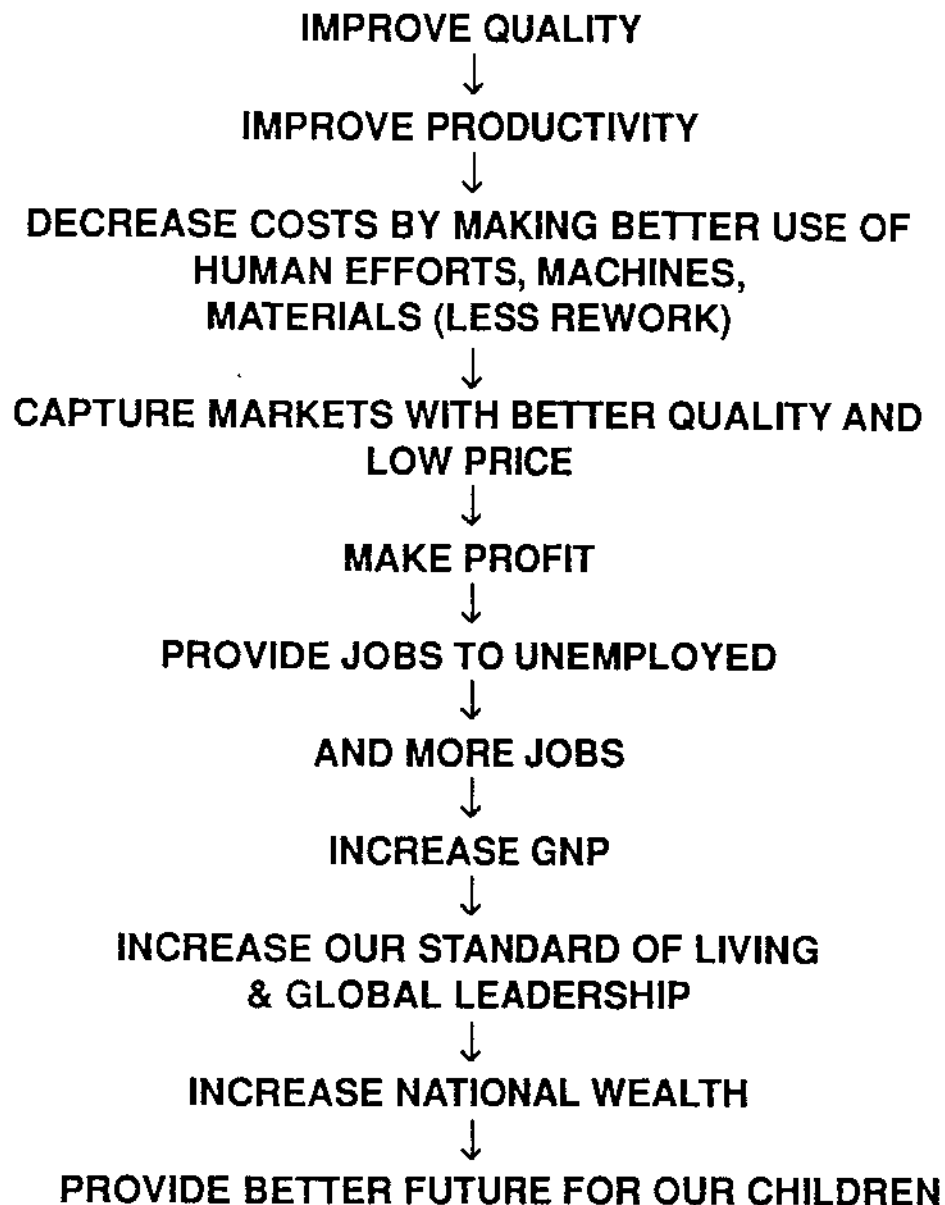 IMPROVE QUALITY
↓
IMPROVE PRODUCTIVITY
↓
DECREASE COSTS BY MAKING BETTER USE OF
HUMAN EFFORTS, MACHINES,
MATERIALS (LESS REWORK)
↓
CAPTURE MARKETS WITH BETTER QUALITY AND
LOW PRICE
↓
MAKE PROFIT
↓
PROVIDE JOBS TO UNEMPLOYED
↓
AND MORE JOBS
↓
INCREASE GNP
↓
INCREASE OUR STANDARD OF LIVING
& GLOBAL LEADERSHIP
↓
INCREASE NATIONAL WEALTH
↓
PROVIDE BETTER FUTURE FOR OUR CHILDREN